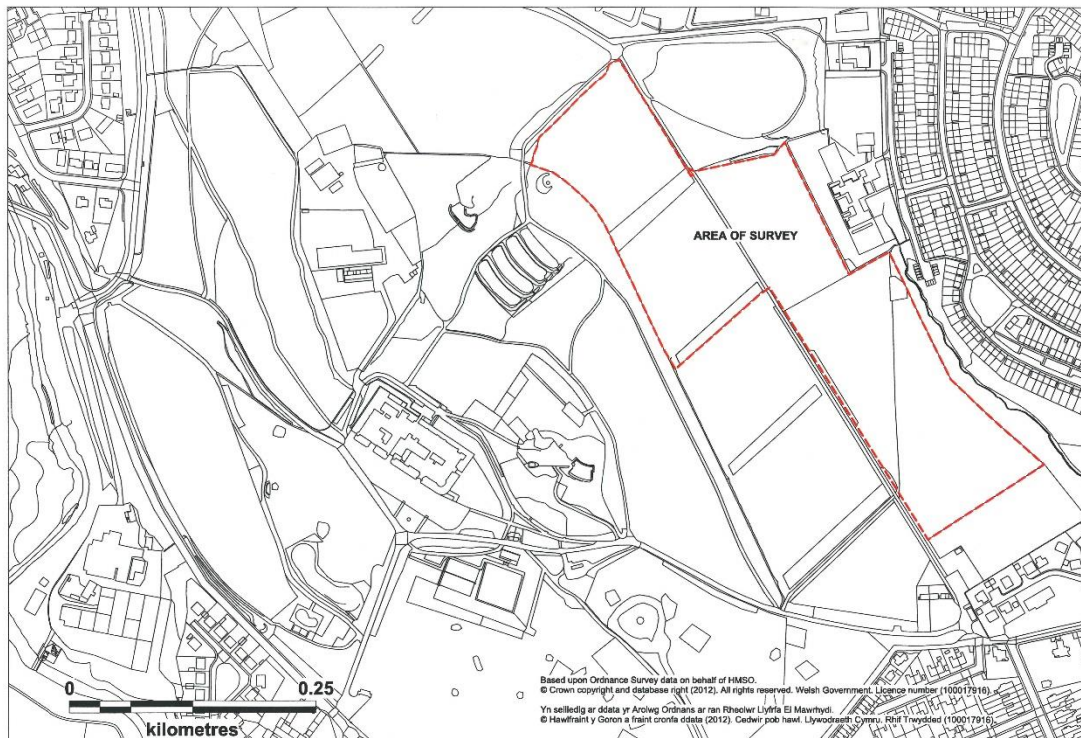 AREA OF SURVEY
0 0.25
kilometres
Based upon Ordnance Survey data on behalf of HMSO.
© Crown copyright and database right (2012). All rights reserved. Welsh Government. Licence number (100017916).
Yn seiliedig ar ddata yr Arolwg Ordnans ar ran Rheolwr Llyfrfa Ei Mawrhydi.
© Hawlfraint y Goron a fraint cronfa ddata (2012). Cedwir pob hawl. Llywodraeth Cymru. Rhif Trwydded (100017916).